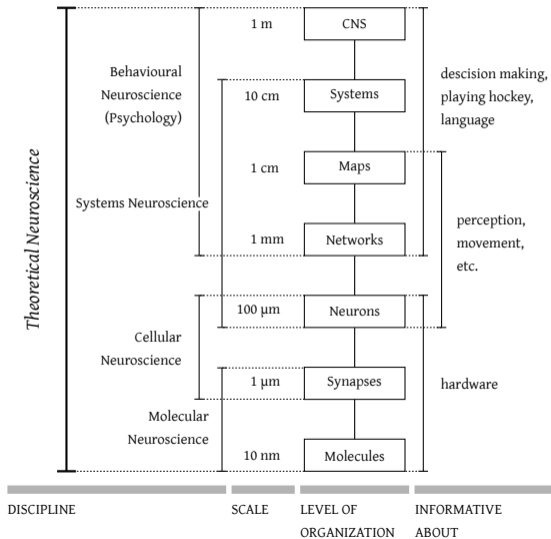 Theoretical Neuroscience
Behavioural
Neuroscience
(Psychology)
Systems Neuroscience
Cellular
Neuroscience
Molecular
Neuroscience
1 m
10 cm
1 cm
1 mm
100 μm
1 μm
10 nm
CNS
Systems
Maps
Networks
Neurons
Synapses
Molecules
descision making,
playing hockey,
language
perception,
movement,
etc.
hardware
DISCIPLINE
SCALE
LEVEL OF
ORGANIZATION
INFORMATIVE
ABOUT